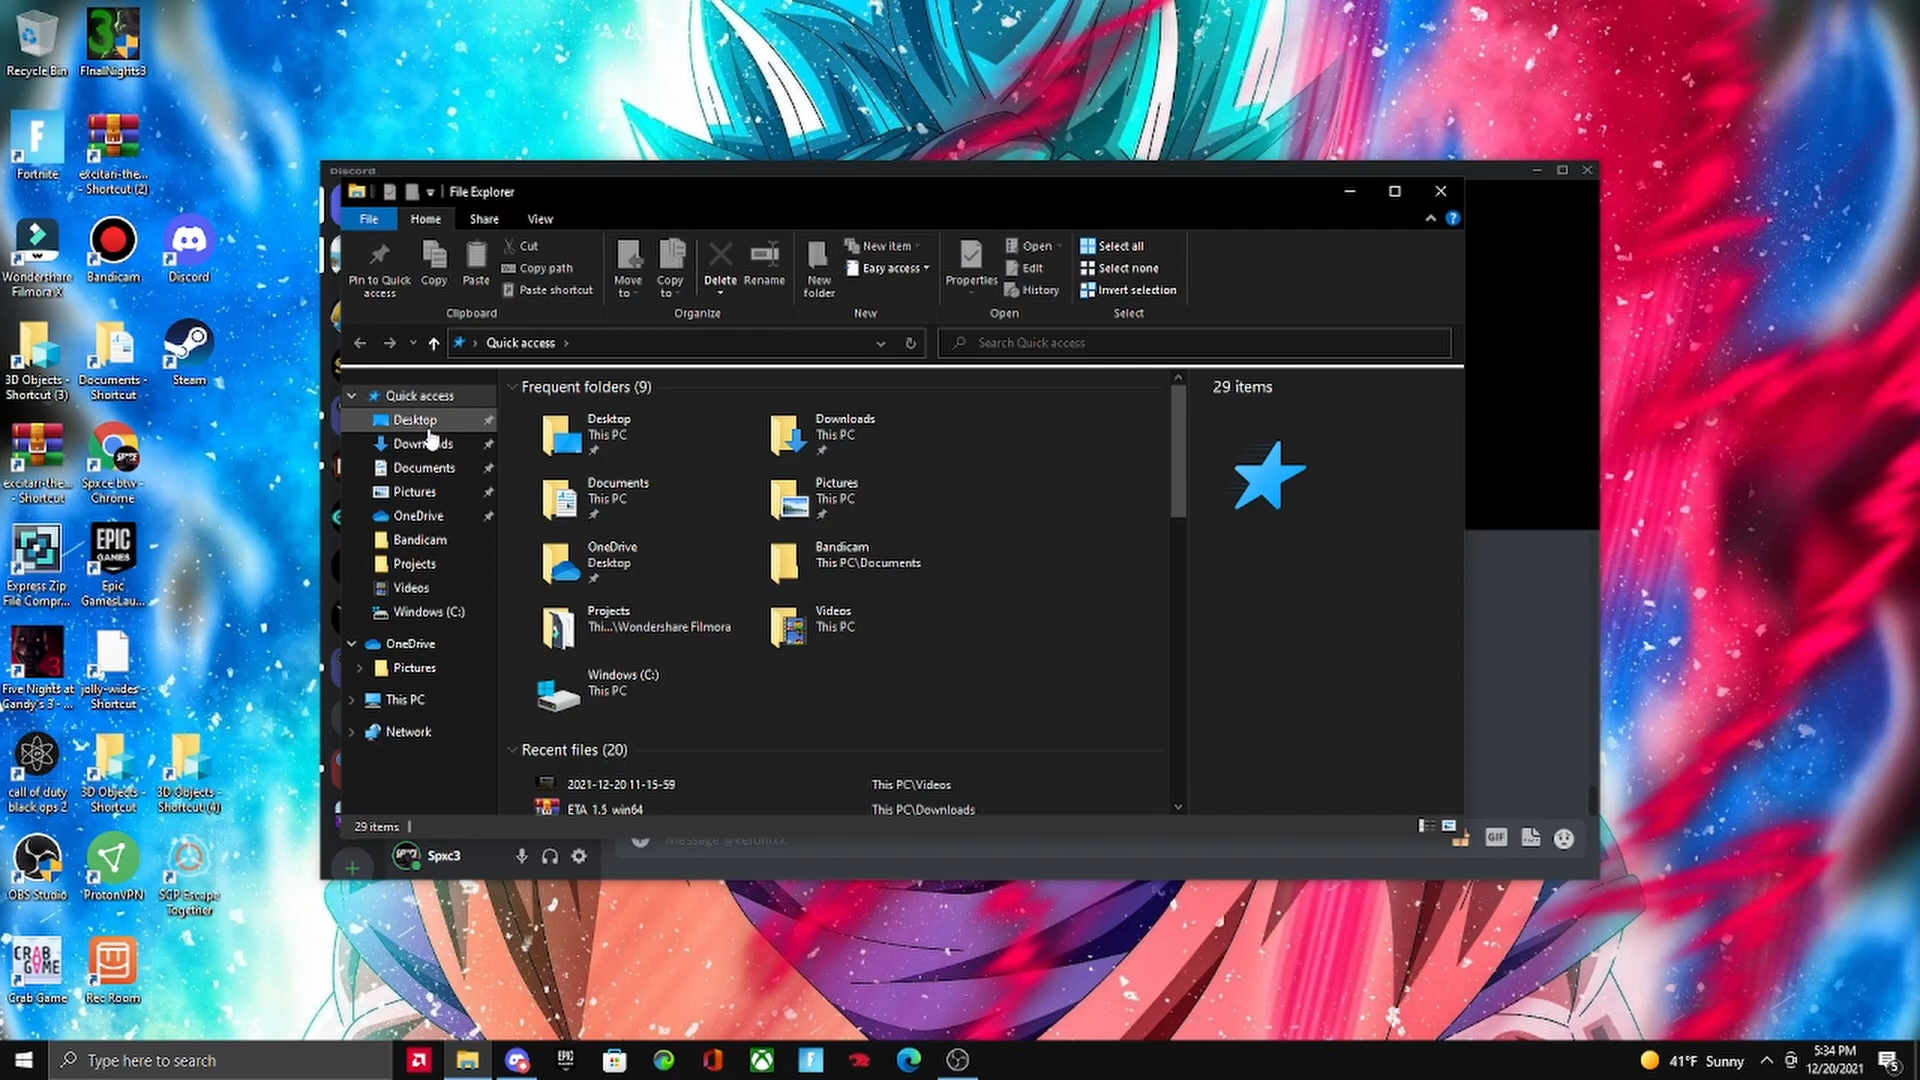 Recycle Bin
FInalNights3
Fortnite
excitari-the...
- Shortcut (2)
Wondershare
Filmora X
Bandicam
Discord
3D Objects -
Shortcut (3)
Documents -
Shortcut
Steam
excitari-the...
- Shortcut
Spxce btw -
Chrome
Express Zip
File Compr...
EPIC
GAMES
Epic
GamesLau...
Five Nights at
Candy's 3 - ...
jolly-wides -
Shortcut
call of duty
black ops 2
3D Objects -
Shortcut
3D Objects -
Shortcut (4)
OBS Studio
ProtonVPN
SCP Escape
Together
CRAB
GAME
Crab Game
Rec Room
Discord
File Explorer
File
Home
Share
View
Pin to Quick
access
Copy
Paste
Cut
Copy path
Paste shortcut
Clipboard
Move
to
Copy
to
Delete
Rename
Organize
New
folder
New item
Easy access
New
Properties
Open
Edit
History
Open
Select all
Select none
Invert selection
Select
Quick access
Search Quick access
Quick access
Desktop
Downloads
Documents
Pictures
OneDrive
Bandicam
Projects
Videos
Windows (C:)
OneDrive
Pictures
This PC
Network
Frequent folders (9)
Desktop
This PC
Downloads
This PC
Documents
This PC
Pictures
This PC
OneDrive
Desktop
Bandicam
This PC\Documents
Projects
Thi...\Wondershare Filmora
Videos
This PC
Windows (C:)
This PC
Recent files (20)
2021-12-20 11-15-59
This PC\Videos
ETA_1.5_win64
This PC\Downloads
29 items
29 items
Spxc3
GIF
Type here to search
EPIC
41°F Sunny
5:34 PM
12/20/2021
5